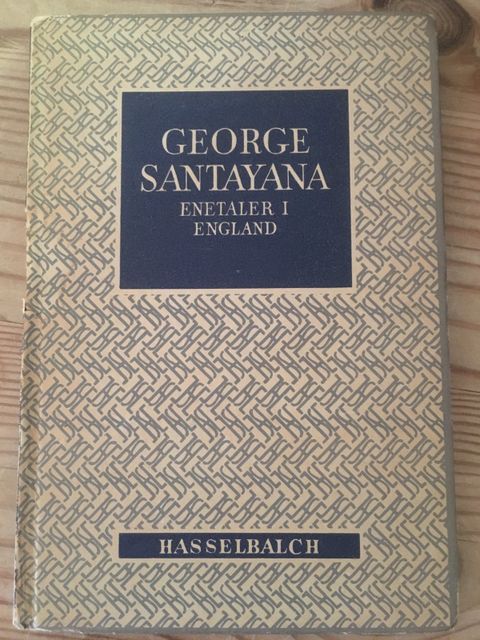 GEORGE
SANTAYANA
ENETALER I
ENGLAND
HASSELBALCH